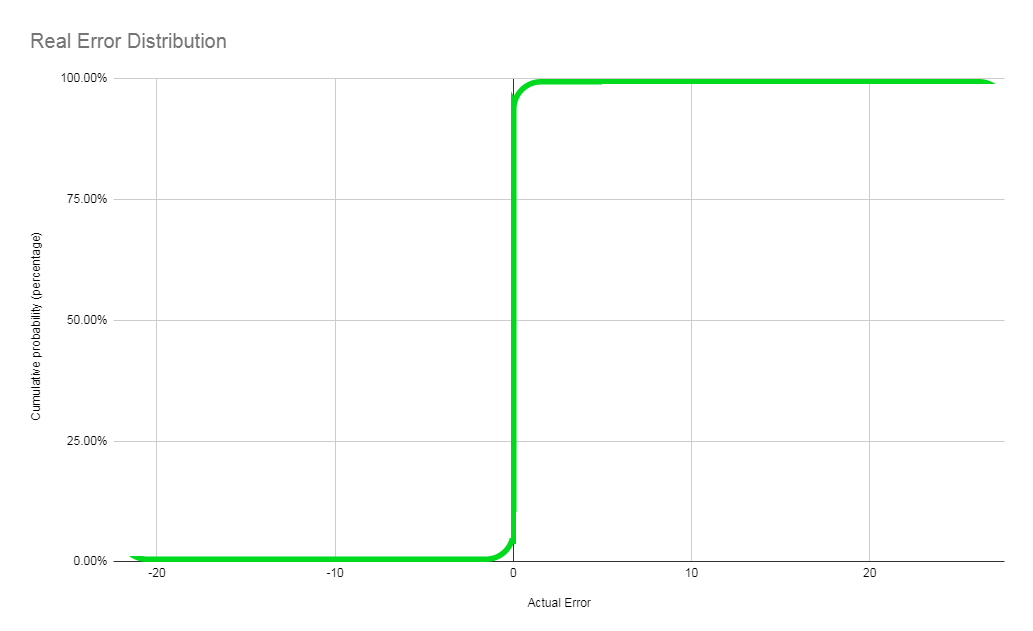 Real Error Distribution
100.00%
75.00%
50.00%
25.00%
0.00%
Cumulative probability (percentage)
-20 -10 0 10 20
Actual Error